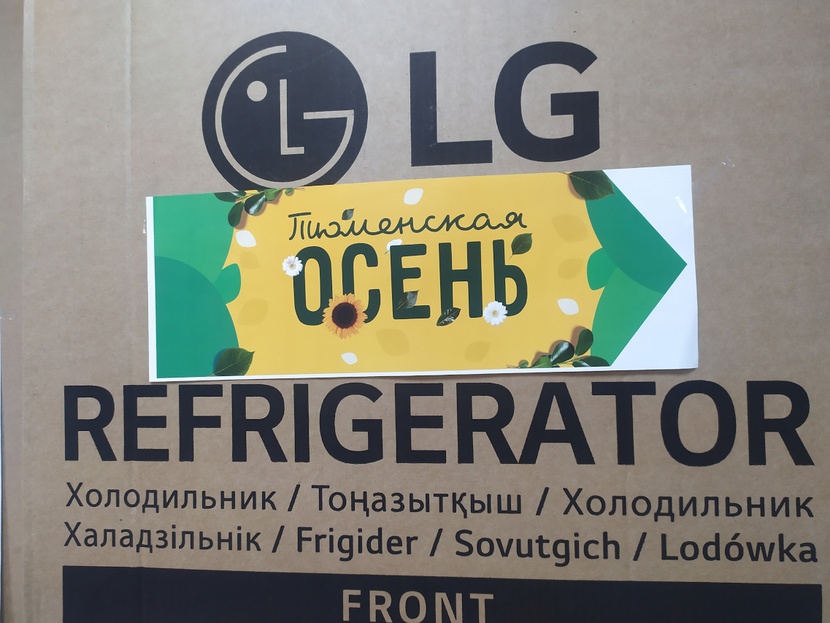 LG
Тюменская
ОСЕНЬ
REFRIGERATOR
Холодильник / Тоңазытқыш / Холодильник
Халадзільнік / Frigider / Sovutgich / Lodówka
FRONT